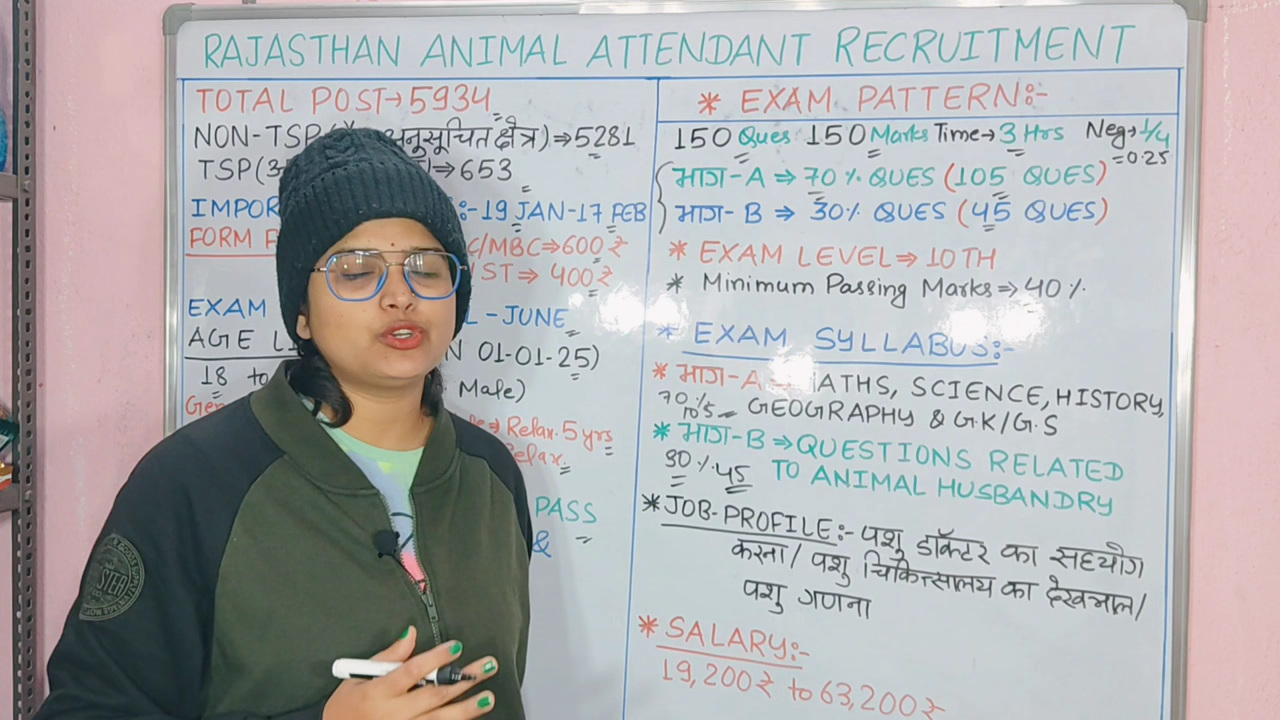 RAJASTHAN ANIMAL ATTENDANT RECRUITMENT
TOTAL POST→5934
NON-TSP अनुसूचित क्षेत्र)⇒5281
TSP(3 ⇒653
:-19 JAN-17 FEB
FORM
C/MBC⇒600₹
ST⇒ 400₹
EXAM - JUNE
AGE 01-01-25)
18 to Male)
Relax. 5 yrs
Relax.
PASS
&
* EXAM PATTERN:-
150 Ques 150 Marks Time→3 Hrs Neg→1/4
=0.25
भाग-A ⇒ 70% QUES (105 QUES)
भाग-B ⇒ 30% QUES (45 QUES)
* EXAM LEVEL⇒10TH
* Minimum Passing Marks⇒40%
* EXAM SYLLABUS:-
* भाग-A MATHS, SCIENCE, HISTORY,
70% 105 GEOGRAPHY & G.K/G.S
* भाग-B⇒QUESTIONS RELATED
30% 45 TO ANIMAL HUSBANDRY
* JOB-PROFILE:- पशु डॉक्टर का सहयोग
करना/ पशु चिकित्सालय का देखभाल/
पशु गणना
* SALARY:-
19,200₹ to 63,200₹